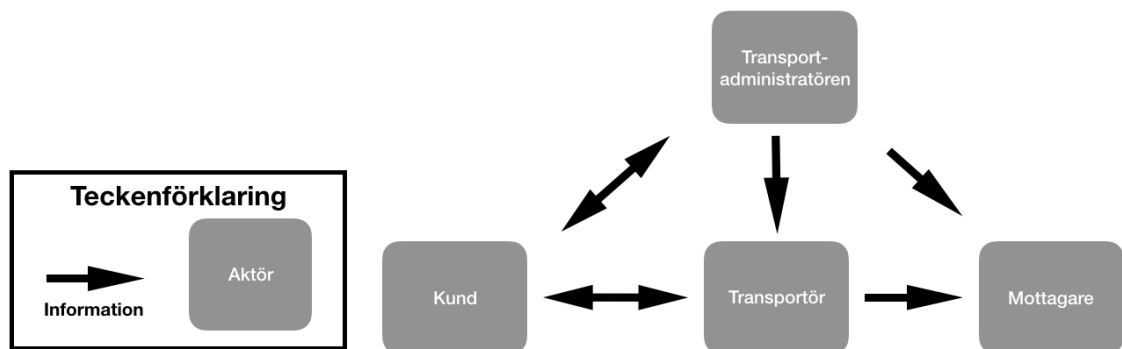 Transport-
administratören
Teckenförklaring
Aktör
Information
Kund
Transportör
Mottagare